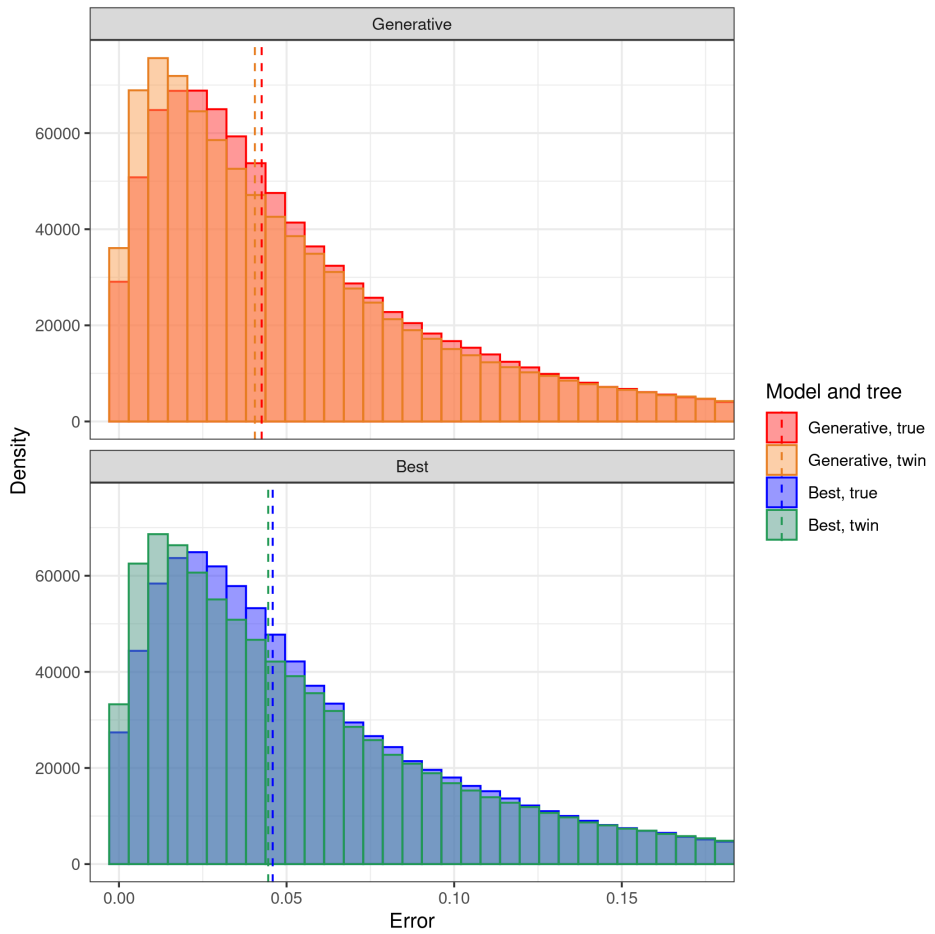 Generative
60000
40000
20000
0
Density
Best
60000
40000
20000
0
0.00 0.05 0.10 0.15
Error
Model and tree
Generative, true
Generative, twin
Best, true
Best, twin